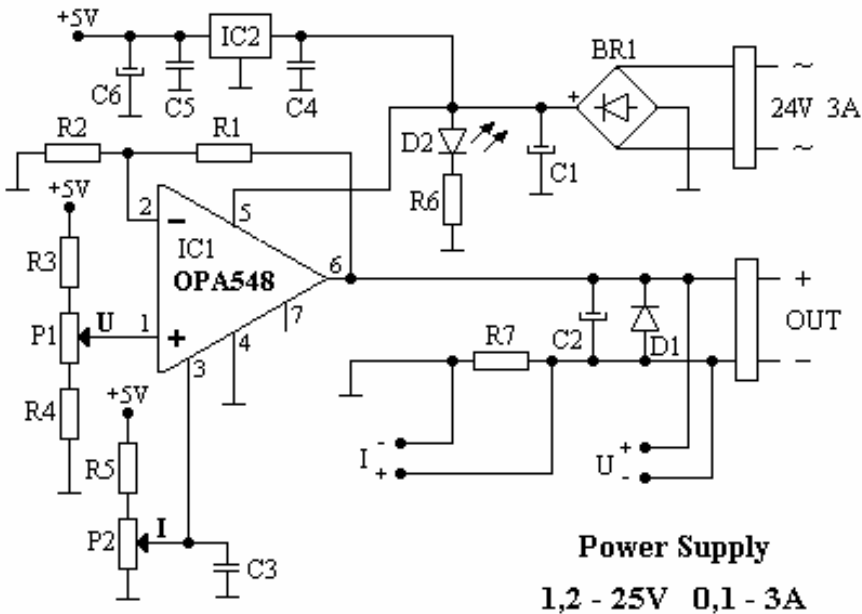 +5V
IC2
BR1
~
C6
C5
C4
+
24V 3A
R2
R1
D2
C1
~
+5V
R6
2
−
5
IC1
OPA548
6
R3
7
+
P1
U
1
+
4
3
R7
C2
D1
OUT
−
R4
+5V
I
-
+
U
+
-
R5
P2
I
C3
Power Supply
1,2 - 25V 0,1 - 3A